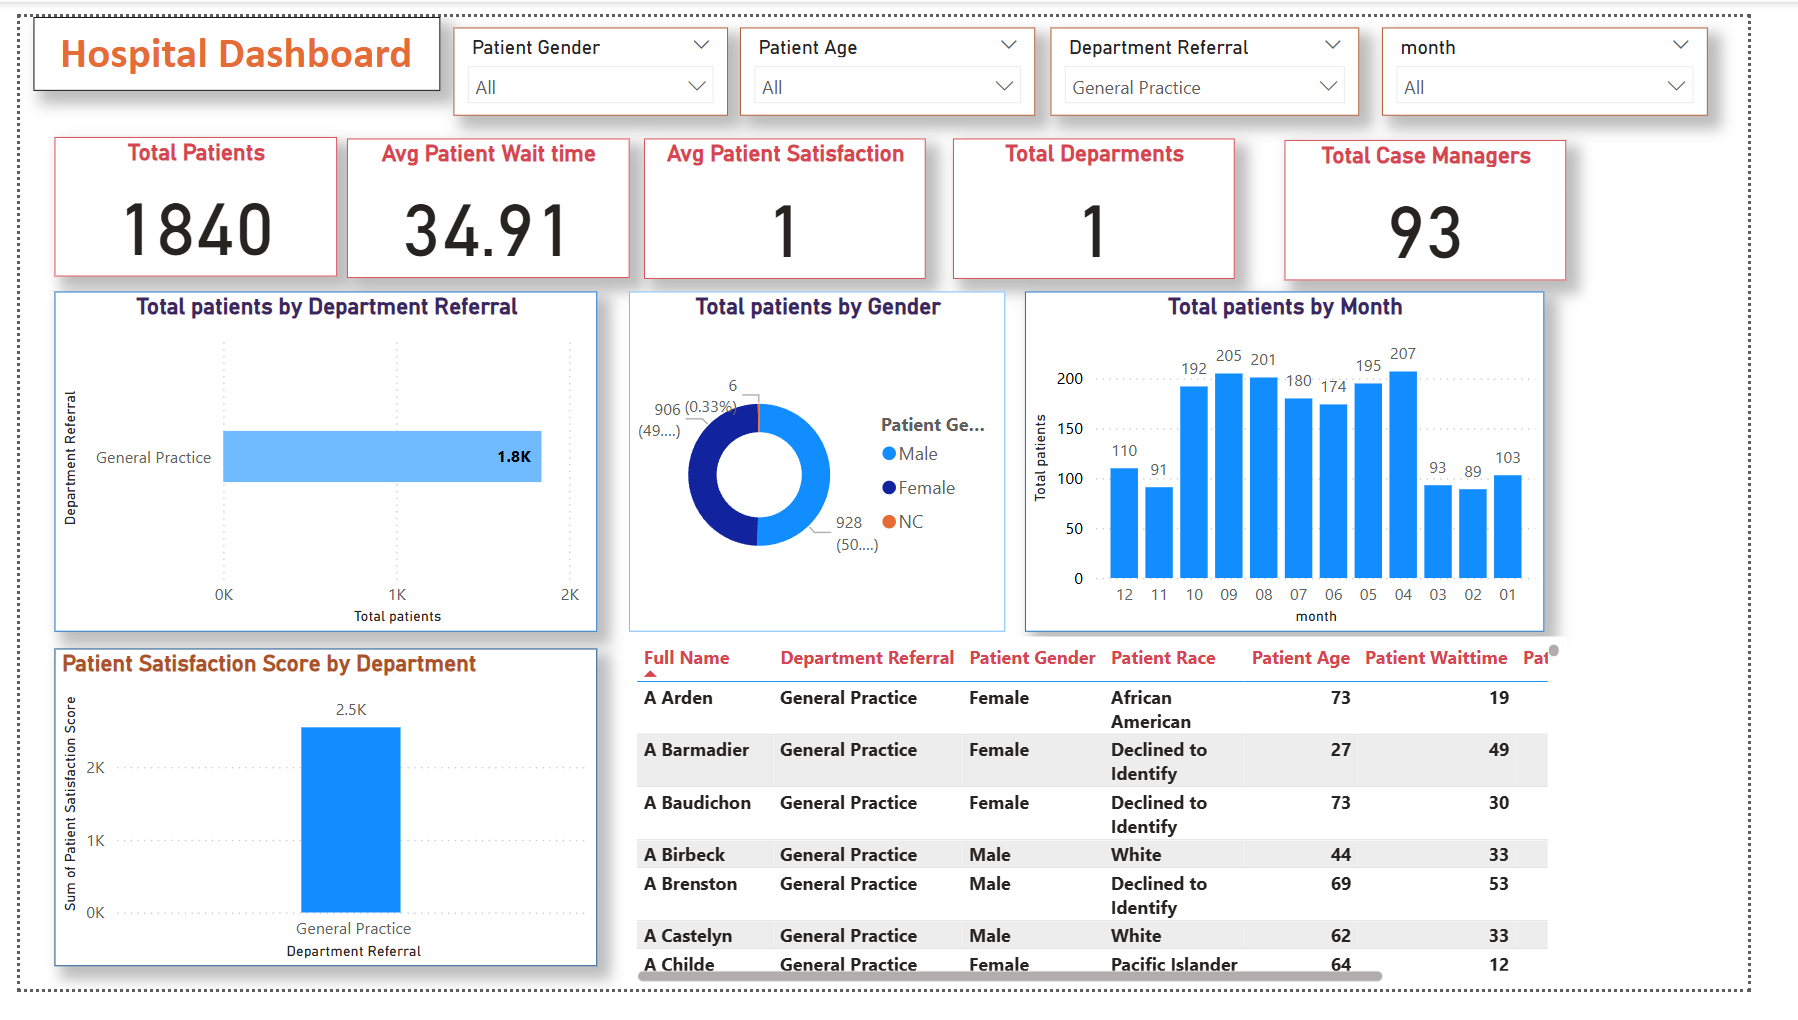 Hospital Dashboard
Patient Gender
All
Patient Age
All
Department Referral
General Practice
month
All
Total Patients
1840
Avg Patient Wait time
34.91
Avg Patient Satisfaction
1
Total Deparments
1
Total Case Managers
93
Total patients by Department Referral
Department Referral
General Practice
1.8K
0K 1K 2K
Total patients
Total patients by Gender
6
(0.33%)
906
(49....)
928
(50....)
Patient Ge...
Male
Female
NC
Total patients by Month
Total patients
200
150
100
50
0
110 91 192 205 201 180 174 195 207 93 89 103
12 11 10 09 08 07 06 05 04 03 02 01
month
Patient Satisfaction Score by Department
Sum of Patient Satisfaction Score
2.5K
2K
1K
0K
General Practice
Department Referral
Full Name Department Referral Patient Gender Patient Race Patient Age Patient Waittime Pat
A Arden General Practice Female African 73 19
American
A Barmadier General Practice Female Declined to 27 49
Identify
A Baudichon General Practice Female Declined to 73 30
Identify
A Birbeck General Practice Male White 44 33
A Brenston General Practice Male Declined to 69 53
Identify
A Castelyn General Practice Male White 62 33
A Childe General Practice Female Pacific Islander 64 12